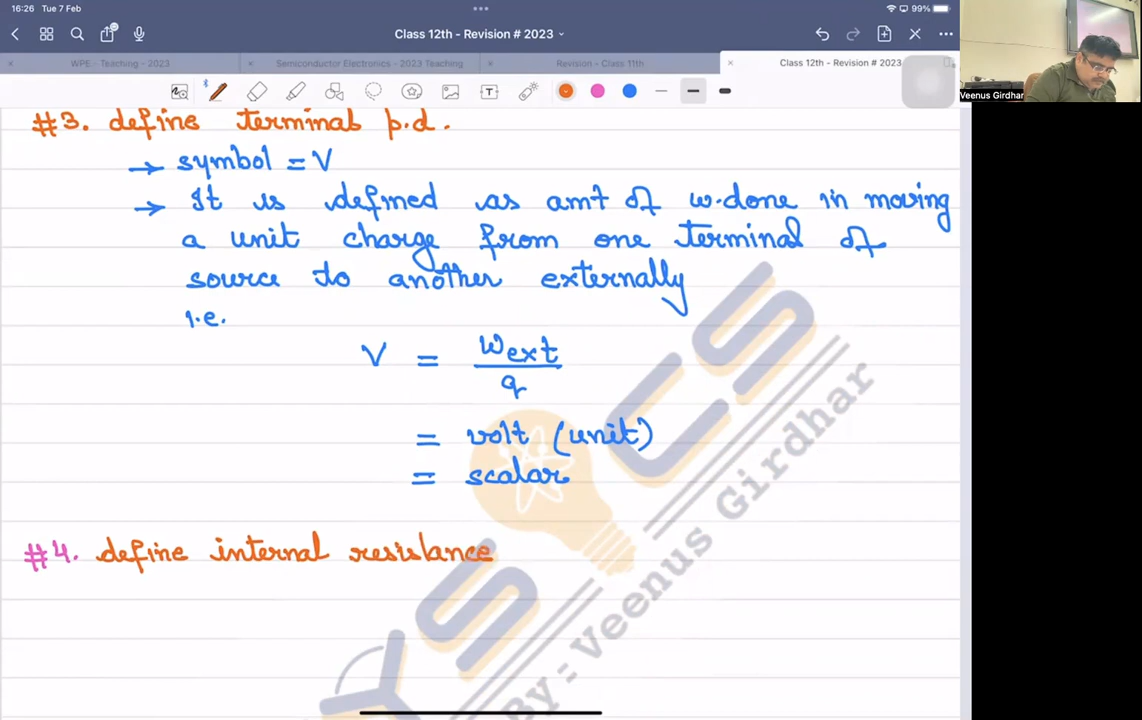 16:26 Tue 7 Feb
99%
Class 12th - Revision # 2023
WPE - Teaching - 2023
Semiconductor Electronics - 2023 Teaching
Revision - Class 11th
Class 12th - Revision # 2023
Veenus Girdhar
#3. define terminal p.d.
→ symbol = V
→ It is defined as amt of w.done in moving
a unit charge from one terminal of
source to another externally
i.e.
V = Wext / q
= volt (unit)
= scalar
#4. define internal resistance
YSCS
By: Veenus Girdhar